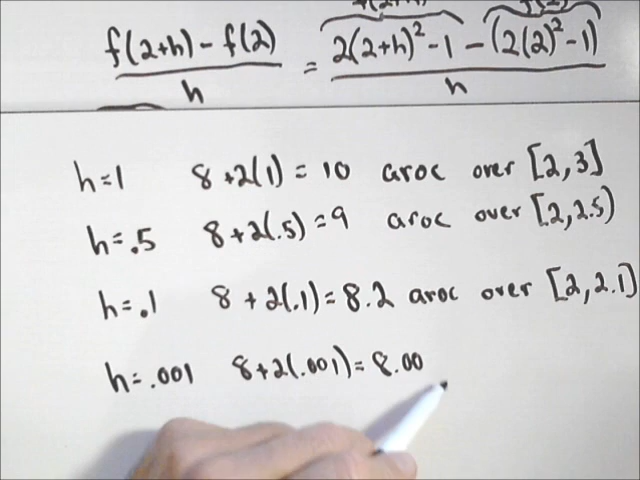 f(2+h) - f(2) / h = 2(2+h)² - 1 - (2(2)² - 1) / h
h=1 8+2(1)=10 aroc over [2,3]
h=.5 8+2(.5)=9 aroc over [2,2.5)
h=.1 8+2(.1)=8.2 aroc over [2,2.1]
h=.001 8+2(.001)=8.00